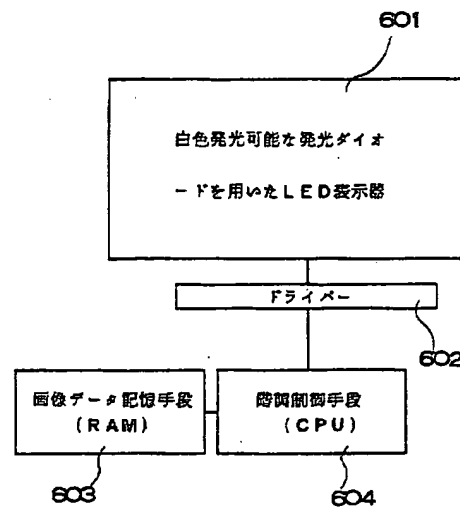 601
白色発光可能な発光ダイオ
ードを用いたLED表示器
ドライバー
602
画像データ記憶手段
(RAM)
階調制御手段
(CPU)
603
604